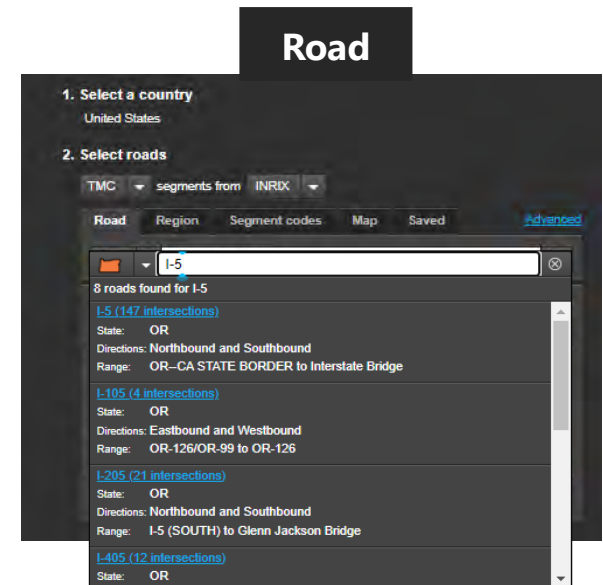 Road
1. Select a country
United States
2. Select roads
TMC segments from INRIX
Road Region Segment codes Map Saved Advanced
I-5
8 roads found for I-5
I-5 (147 intersections)
State: OR
Directions: Northbound and Southbound
Range: OR--CA STATE BORDER to Interstate Bridge
I-105 (4 intersections)
State: OR
Directions: Eastbound and Westbound
Range: OR-126/OR-99 to OR-126
I-205 (21 intersections)
State: OR
Directions: Northbound and Southbound
Range: I-5 (SOUTH) to Glenn Jackson Bridge
I-405 (12 intersections)
State: OR